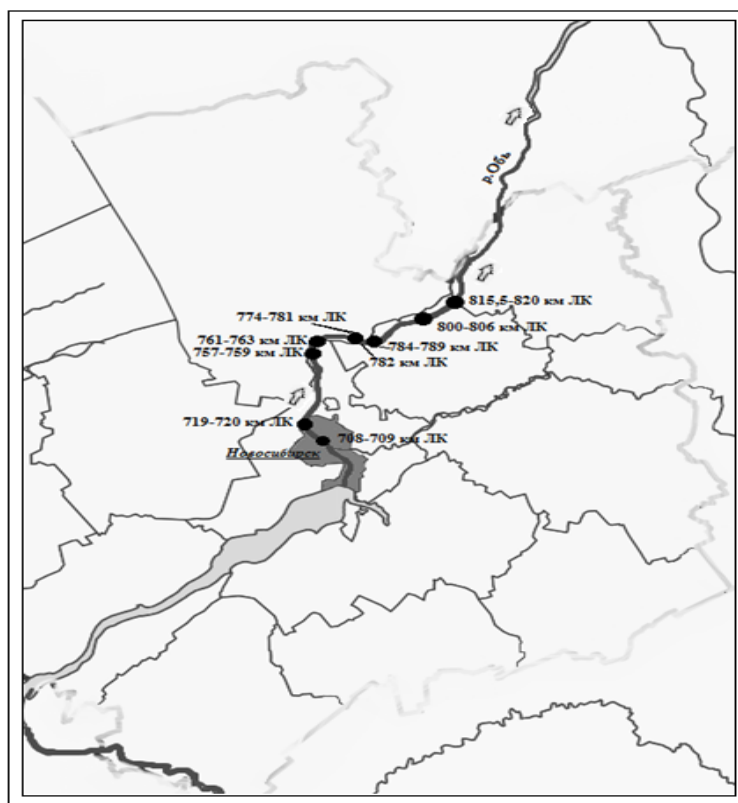 р.Обь
815,5-820 км ЛК
774-781 км ЛК
800-806 км ЛК
761-763 км ЛК
784-789 км ЛК
757-759 км ЛК
782 км ЛК
719-720 км ЛК
708-709 км ЛК
Новосибирск